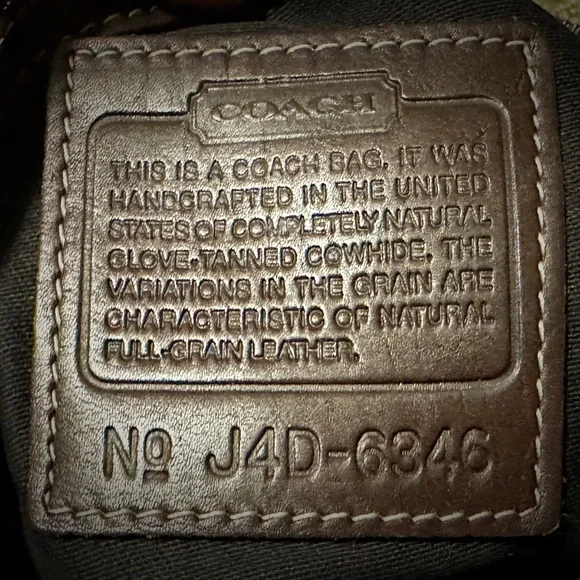 COACH
THIS IS A COACH BAG. IT WAS
HANDCRAFTED IN THE UNITED
STATES OF COMPLETELY NATURAL
GLOVE-TANNED COWHIDE. THE
VARIATIONS IN THE GRAIN ARE
CHARACTERISTIC OF NATURAL
FULL-GRAIN LEATHER.
Nº J4D-6346